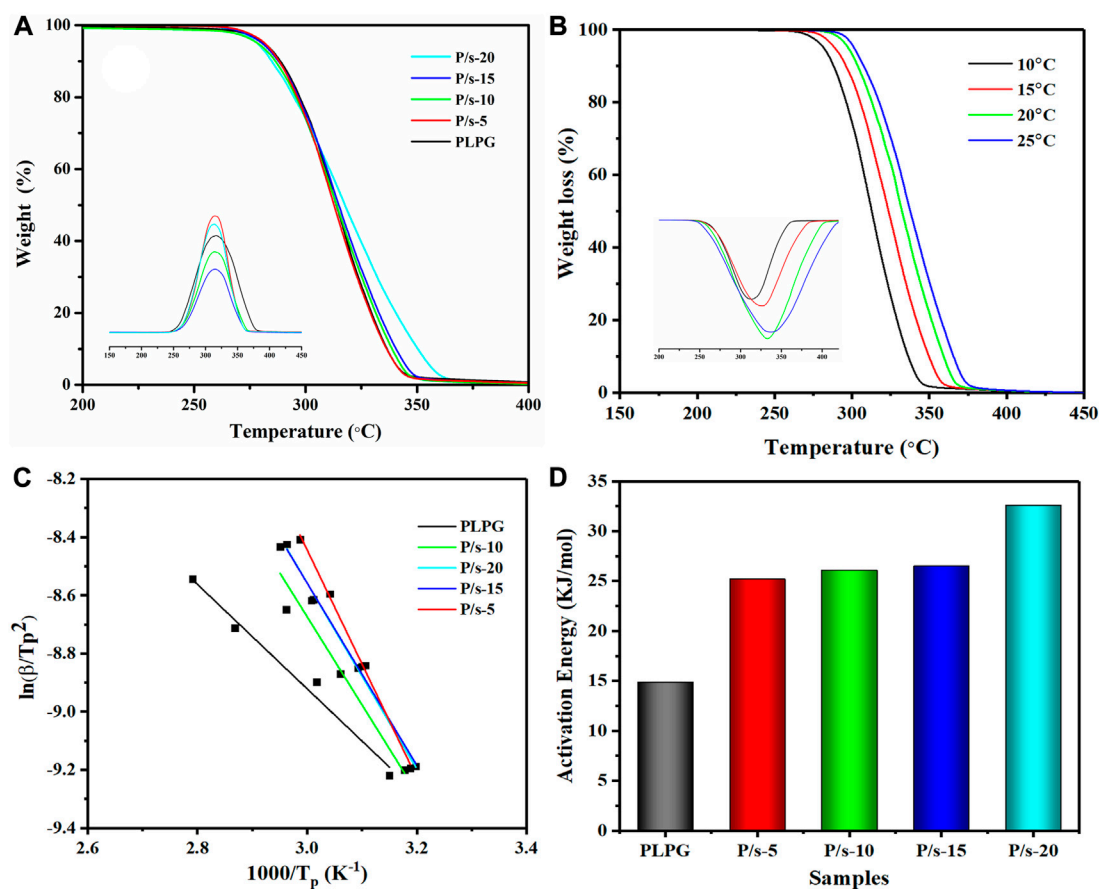 A
100
80
60
40
20
0
Weight (%)
P/s-20
P/s-15
P/s-10
P/s-5
PLPG
150 200 250 300 350 400 450
200 250 300 350 400
Temperature (°C)
B
100
80
60
40
20
0
Weight loss (%)
10°C
15°C
20°C
25°C
200 250 300 350 400
150 200 250 300 350 400 450
Temperature (°C)
C
-8.2
-8.4
-8.6
-8.8
-9.0
-9.2
-9.4
ln(β/Tp²)
PLPG
P/s-10
P/s-20
P/s-15
P/s-5
2.6 2.8 3.0 3.2 3.4
1000/Tₚ (K⁻¹)
D
35
30
25
20
15
10
5
0
Activation Energy (KJ/mol)
PLPG P/s-5 P/s-10 P/s-15 P/s-20
Samples